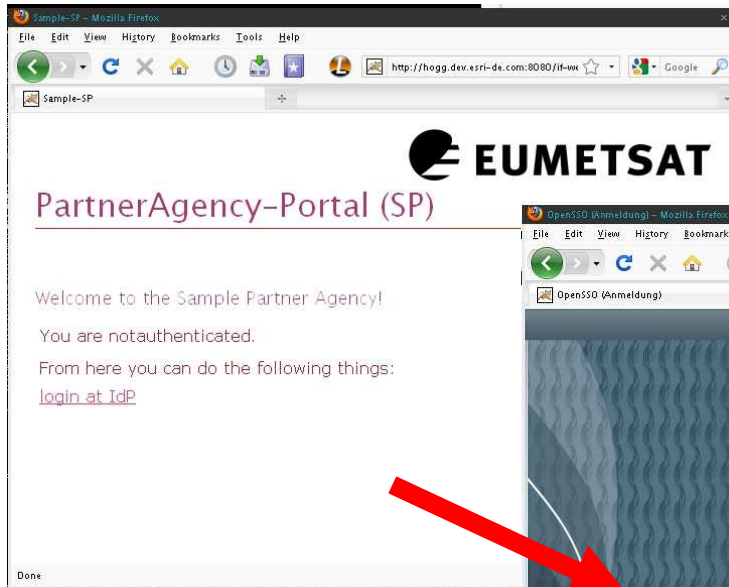 Sample-SP - Mozilla Firefox
File Edit View History Bookmarks Tools Help
http://hogg.dev.esri-de.com:8080/if-we
Google
Sample-SP
EUMETSAT
PartnerAgency-Portal (SP)
Welcome to the Sample Partner Agency!
You are notauthenticated.
From here you can do the following things:
login at IdP
Done
OpenSSO (Anmeldung) - Mozilla Firefox
File Edit View History Bookmark
OpenSSO (Anmeldung)